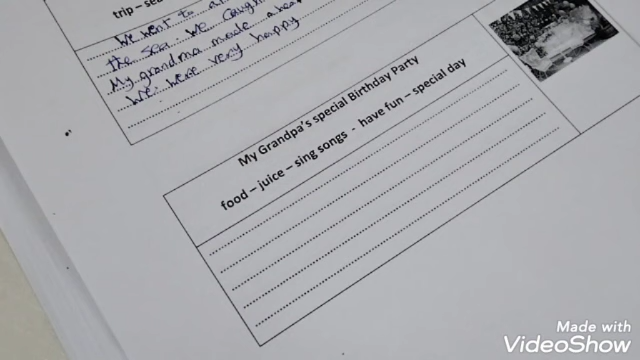 trip – sea
We went to
the sea we caught
My grandma made a
We were very happy
My Grandpa's special Birthday Party
food – juice – sing songs - have fun – special day
Made with
VideoShow